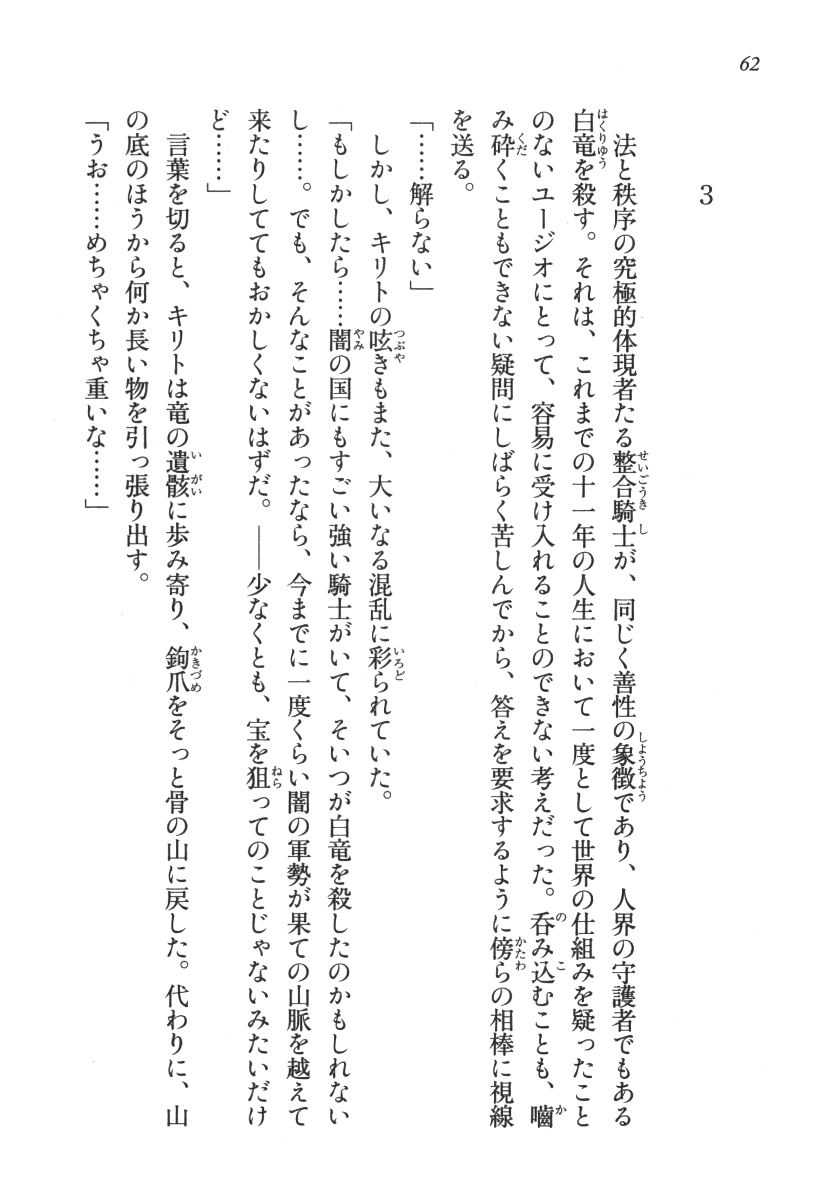 62
3
　法と秩序の究極的体現者たる整合騎士が、同じく善性の象徴であり、人界の守護者でもある
白竜を殺す。それは、これまでの十一年の人生において一度として世界の仕組みを疑ったこと
のないユージオにとって、容易に受け入れることのできない考えだった。呑み込むことも、嚙
み砕くこともできない疑問にしばらく苦しんでから、答えを要求するように傍らの相棒に視線
を送る。
「……解らない」
　しかし、キリトの呟きもまた、大いなる混乱に彩られていた。
「もしかしたら……闇の国にもすごい強い騎士がいて、そいつが白竜を殺したのかもしれない
し……。でも、そんなことがあったなら、今までに一度くらい闇の軍勢が果ての山脈を越えて
来たりしててもおかしくないはずだ。――少なくとも、宝を狙ってのことじゃないみたいだけ
ど……」
　言葉を切ると、キリトは竜の遺骸に歩み寄り、鉤爪をそっと骨の山に戻した。代わりに、山
の底のほうから何か長い物を引っ張り出す。
「うお……めちゃくちゃ重いな……」